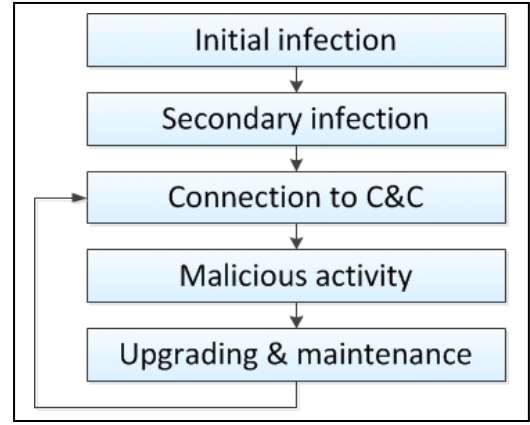 Initial infection
Secondary infection
Connection to C&C
Malicious activity
Upgrading & maintenance